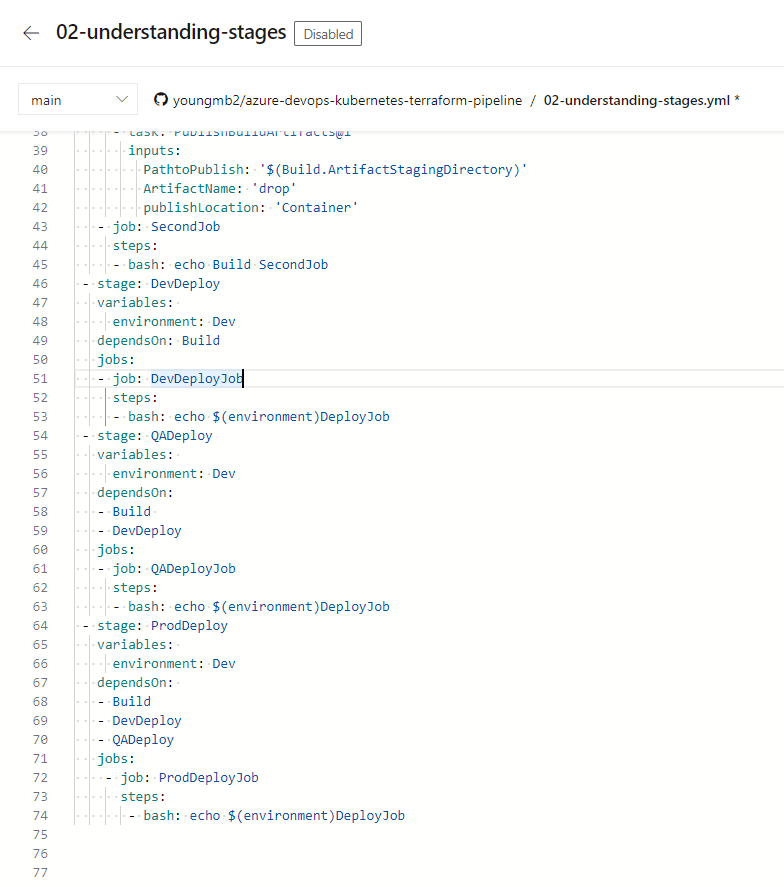 02-understanding-stages Disabled
main youngmb2/azure-devops-kubernetes-terraform-pipeline / 02-understanding-stages.yml *
38 - task: PublishBuildArtifacts@1
39 inputs:
40 PathtoPublish: '$(Build.ArtifactStagingDirectory)'
41 ArtifactName: 'drop'
42 publishLocation: 'Container'
43 - job: SecondJob
44 steps:
45 - bash: echo Build SecondJob
46 - stage: DevDeploy
47 variables:
48 environment: Dev
49 dependsOn: Build
50 jobs:
51 - job: DevDeployJob
52 steps:
53 - bash: echo $(environment)DeployJob
54 - stage: QADeploy
55 variables:
56 environment: Dev
57 dependsOn:
58 - Build
59 - DevDeploy
60 jobs:
61 - job: QADeployJob
62 steps:
63 - bash: echo $(environment)DeployJob
64 - stage: ProdDeploy
65 variables:
66 environment: Dev
67 dependsOn:
68 - Build
69 - DevDeploy
70 - QADeploy
71 jobs:
72 - job: ProdDeployJob
73 steps:
74 - bash: echo $(environment)DeployJob
75
76
77